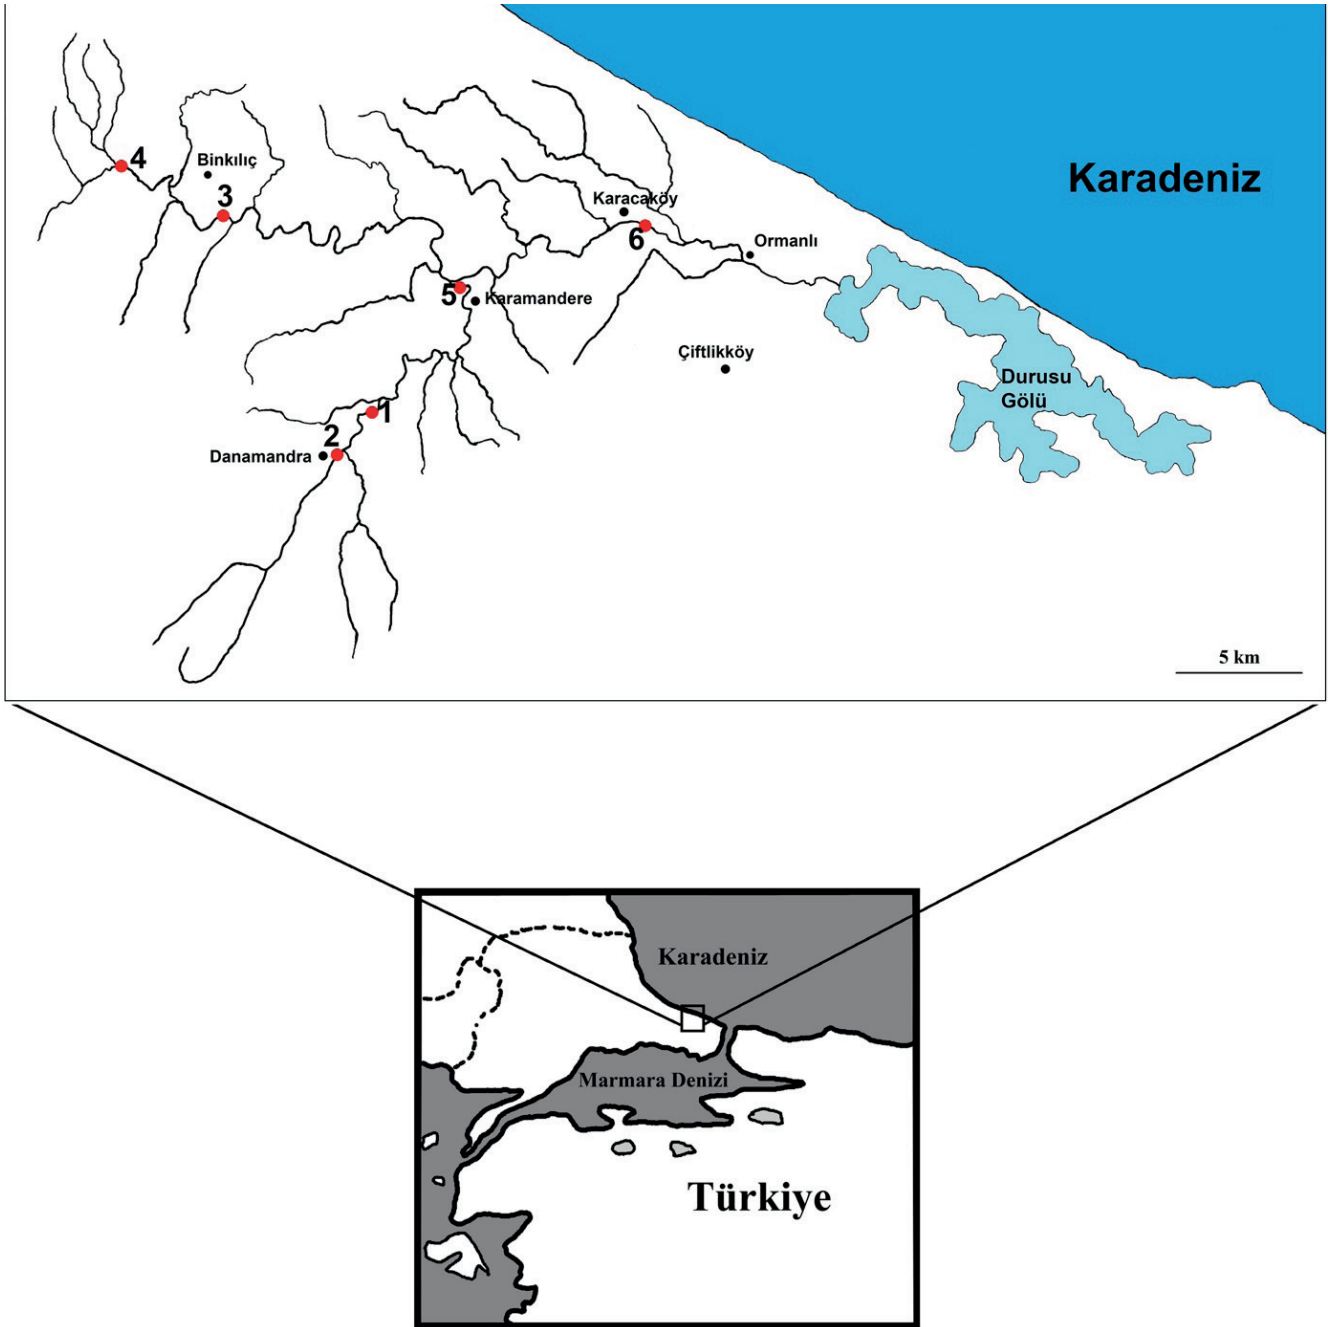 Karadeniz
4
Binkılıç
3
Karacaköy
6
Ormanlı
5
Karamandere
Çiftlikköy
Durusu
Gölü
1
2
Danamandra
5 km
Karadeniz
Marmara Denizi
Türkiye